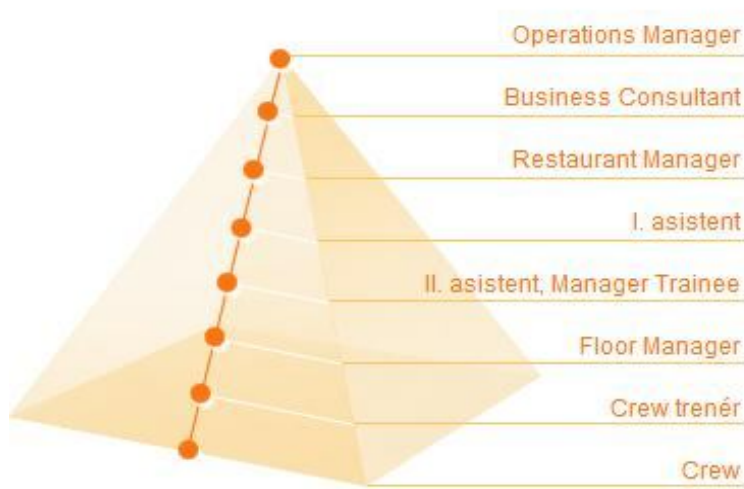 Operations Manager
Business Consultant
Restaurant Manager
I. asistent
II. asistent, Manager Trainee
Floor Manager
Crew trenér
Crew